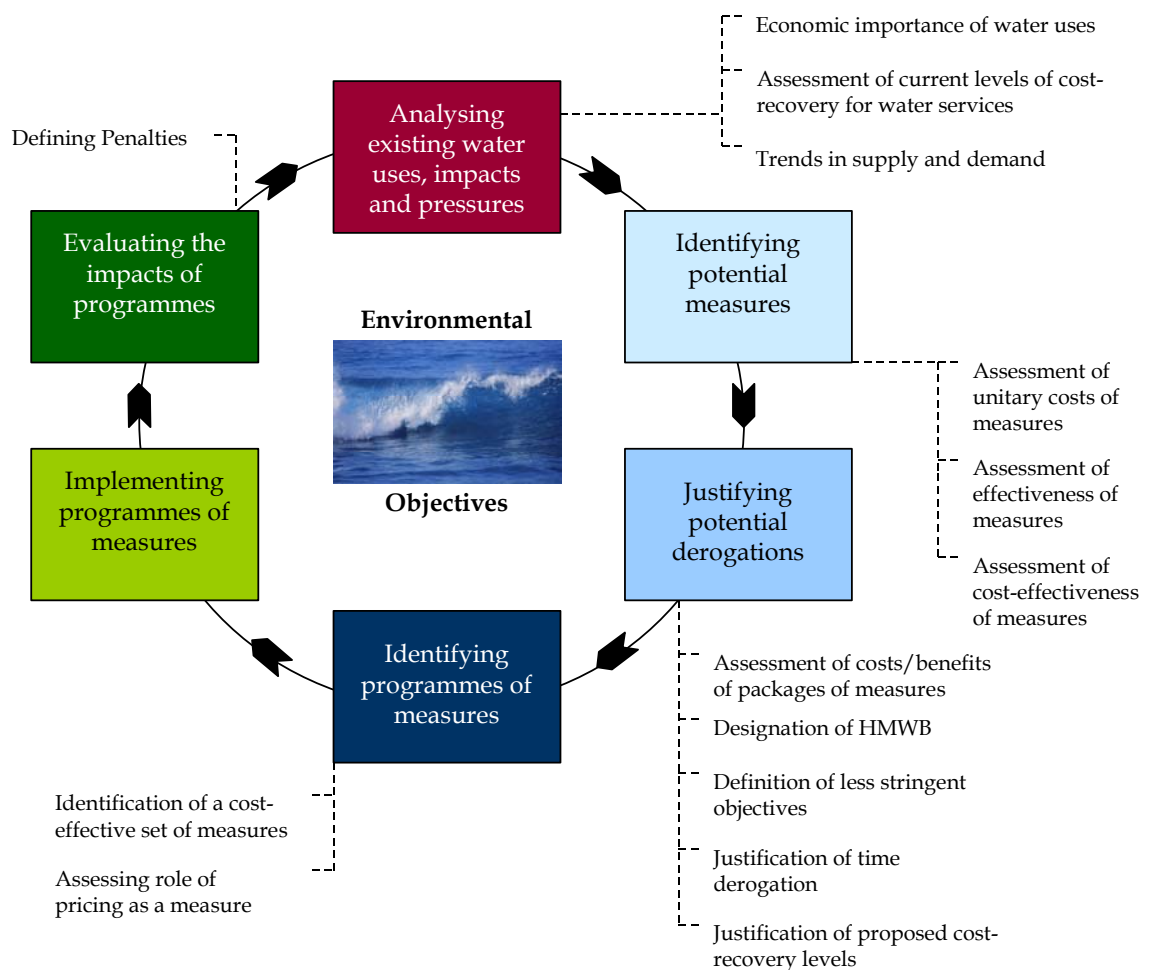 Economic importance of water uses
Assessment of current levels of cost-
recovery for water services
Trends in supply and demand
Analysing
existing water
uses, impacts
and pressures
Defining Penalties
Evaluating the
impacts of
programmes
Identifying
potential
measures
Environmental
Objectives
Assessment of
unitary costs of
measures
Assessment of
effectiveness of
measures
Assessment of
cost-effectiveness
of measures
Implementing
programmes of
measures
Justifying
potential
derogations
Identifying
programmes of
measures
Assessment of costs/benefits
of packages of measures
Designation of HMWB
Definition of less stringent
objectives
Justification of time
derogation
Justification of proposed cost-
recovery levels
Identification of a cost-
effective set of measures
Assessing role of
pricing as a measure